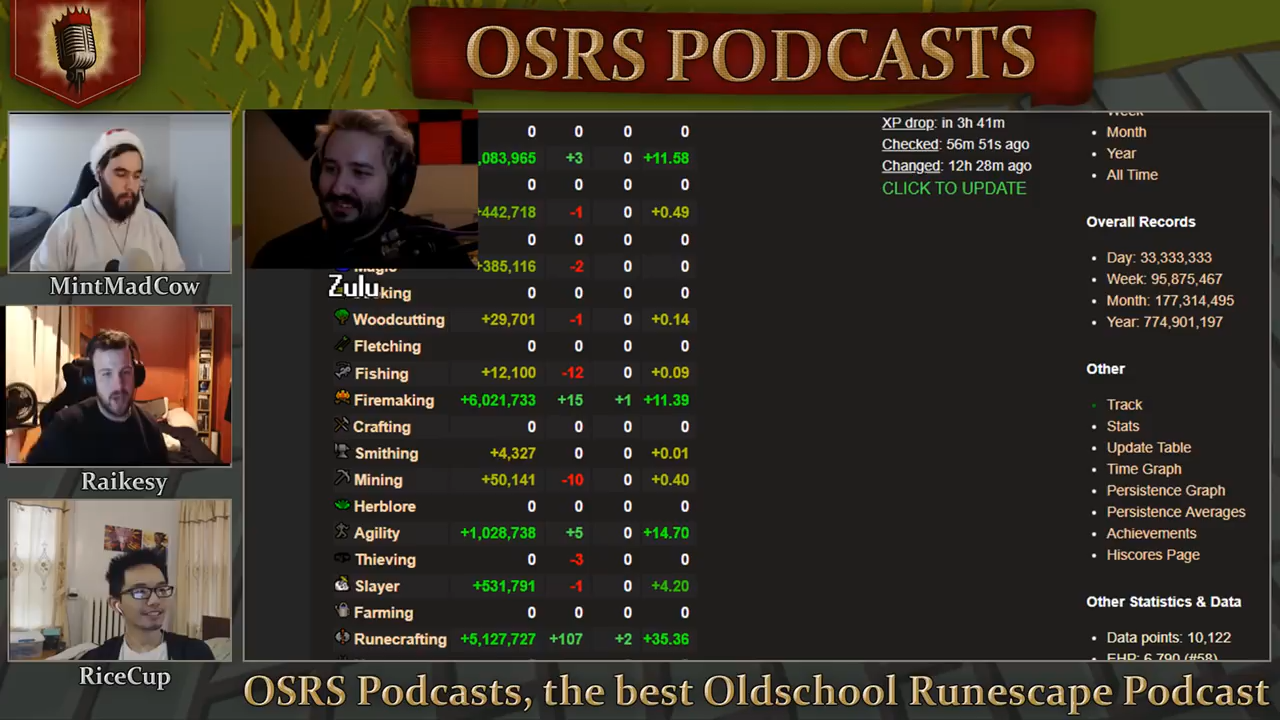 OSRS PODCASTS
MintMadCow
Raikesy
RiceCup
Zulu
0 0 0 0
,083,965 +3 0 +11.58
0 0 0 0
+442,718 -1 0 +0.49
0 0 0 0
Magic +385,116 -2 0 0
king 0 0 0 0
Woodcutting +29,701 -1 0 +0.14
Fletching 0 0 0 0
Fishing +12,100 -12 0 +0.09
Firemaking +6,021,733 +15 +1 +11.39
Crafting 0 0 0 0
Smithing +4,327 0 0 +0.01
Mining +50,141 -10 0 +0.40
Herblore 0 0 0 0
Agility +1,028,738 +5 0 +14.70
Thieving 0 -3 0 0
Slayer +531,791 -1 0 +4.20
Farming 0 0 0 0
Runecrafting +5,127,727 +107 +2 +35.36
XP drop: in 3h 41m
Checked: 56m 51s ago
Changed: 12h 28m ago
CLICK TO UPDATE
Week
Month
Year
All Time
Overall Records
Day: 33,333,333
Week: 95,875,467
Month: 177,314,495
Year: 774,901,197
Other
Track
Stats
Update Table
Time Graph
Persistence Graph
Persistence Averages
Achievements
Hiscores Page
Other Statistics & Data
Data points: 10,122
EHP: 6,790 (#58)
OSRS Podcasts, the best Oldschool Runescape Podcast